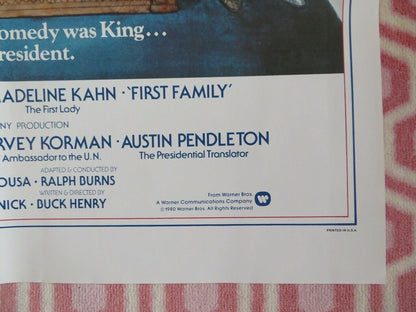 omedy was King...
resident.
ADELINE KAHN · 'FIRST FAMILY'
The First Lady
NY PRODUCTION
RVEY KORMAN · AUSTIN PENDLETON
Ambassador to the U.N. The Presidential Translator
ADAPTED & CONDUCTED BY
OUSA · RALPH BURNS
WRITTEN & DIRECTED BY
NICK · BUCK HENRY
From Warner Bros.
A Warner Communications Company
© 1980 Warner Bros. All Rights Reserved
PRINTED IN U.S.A.